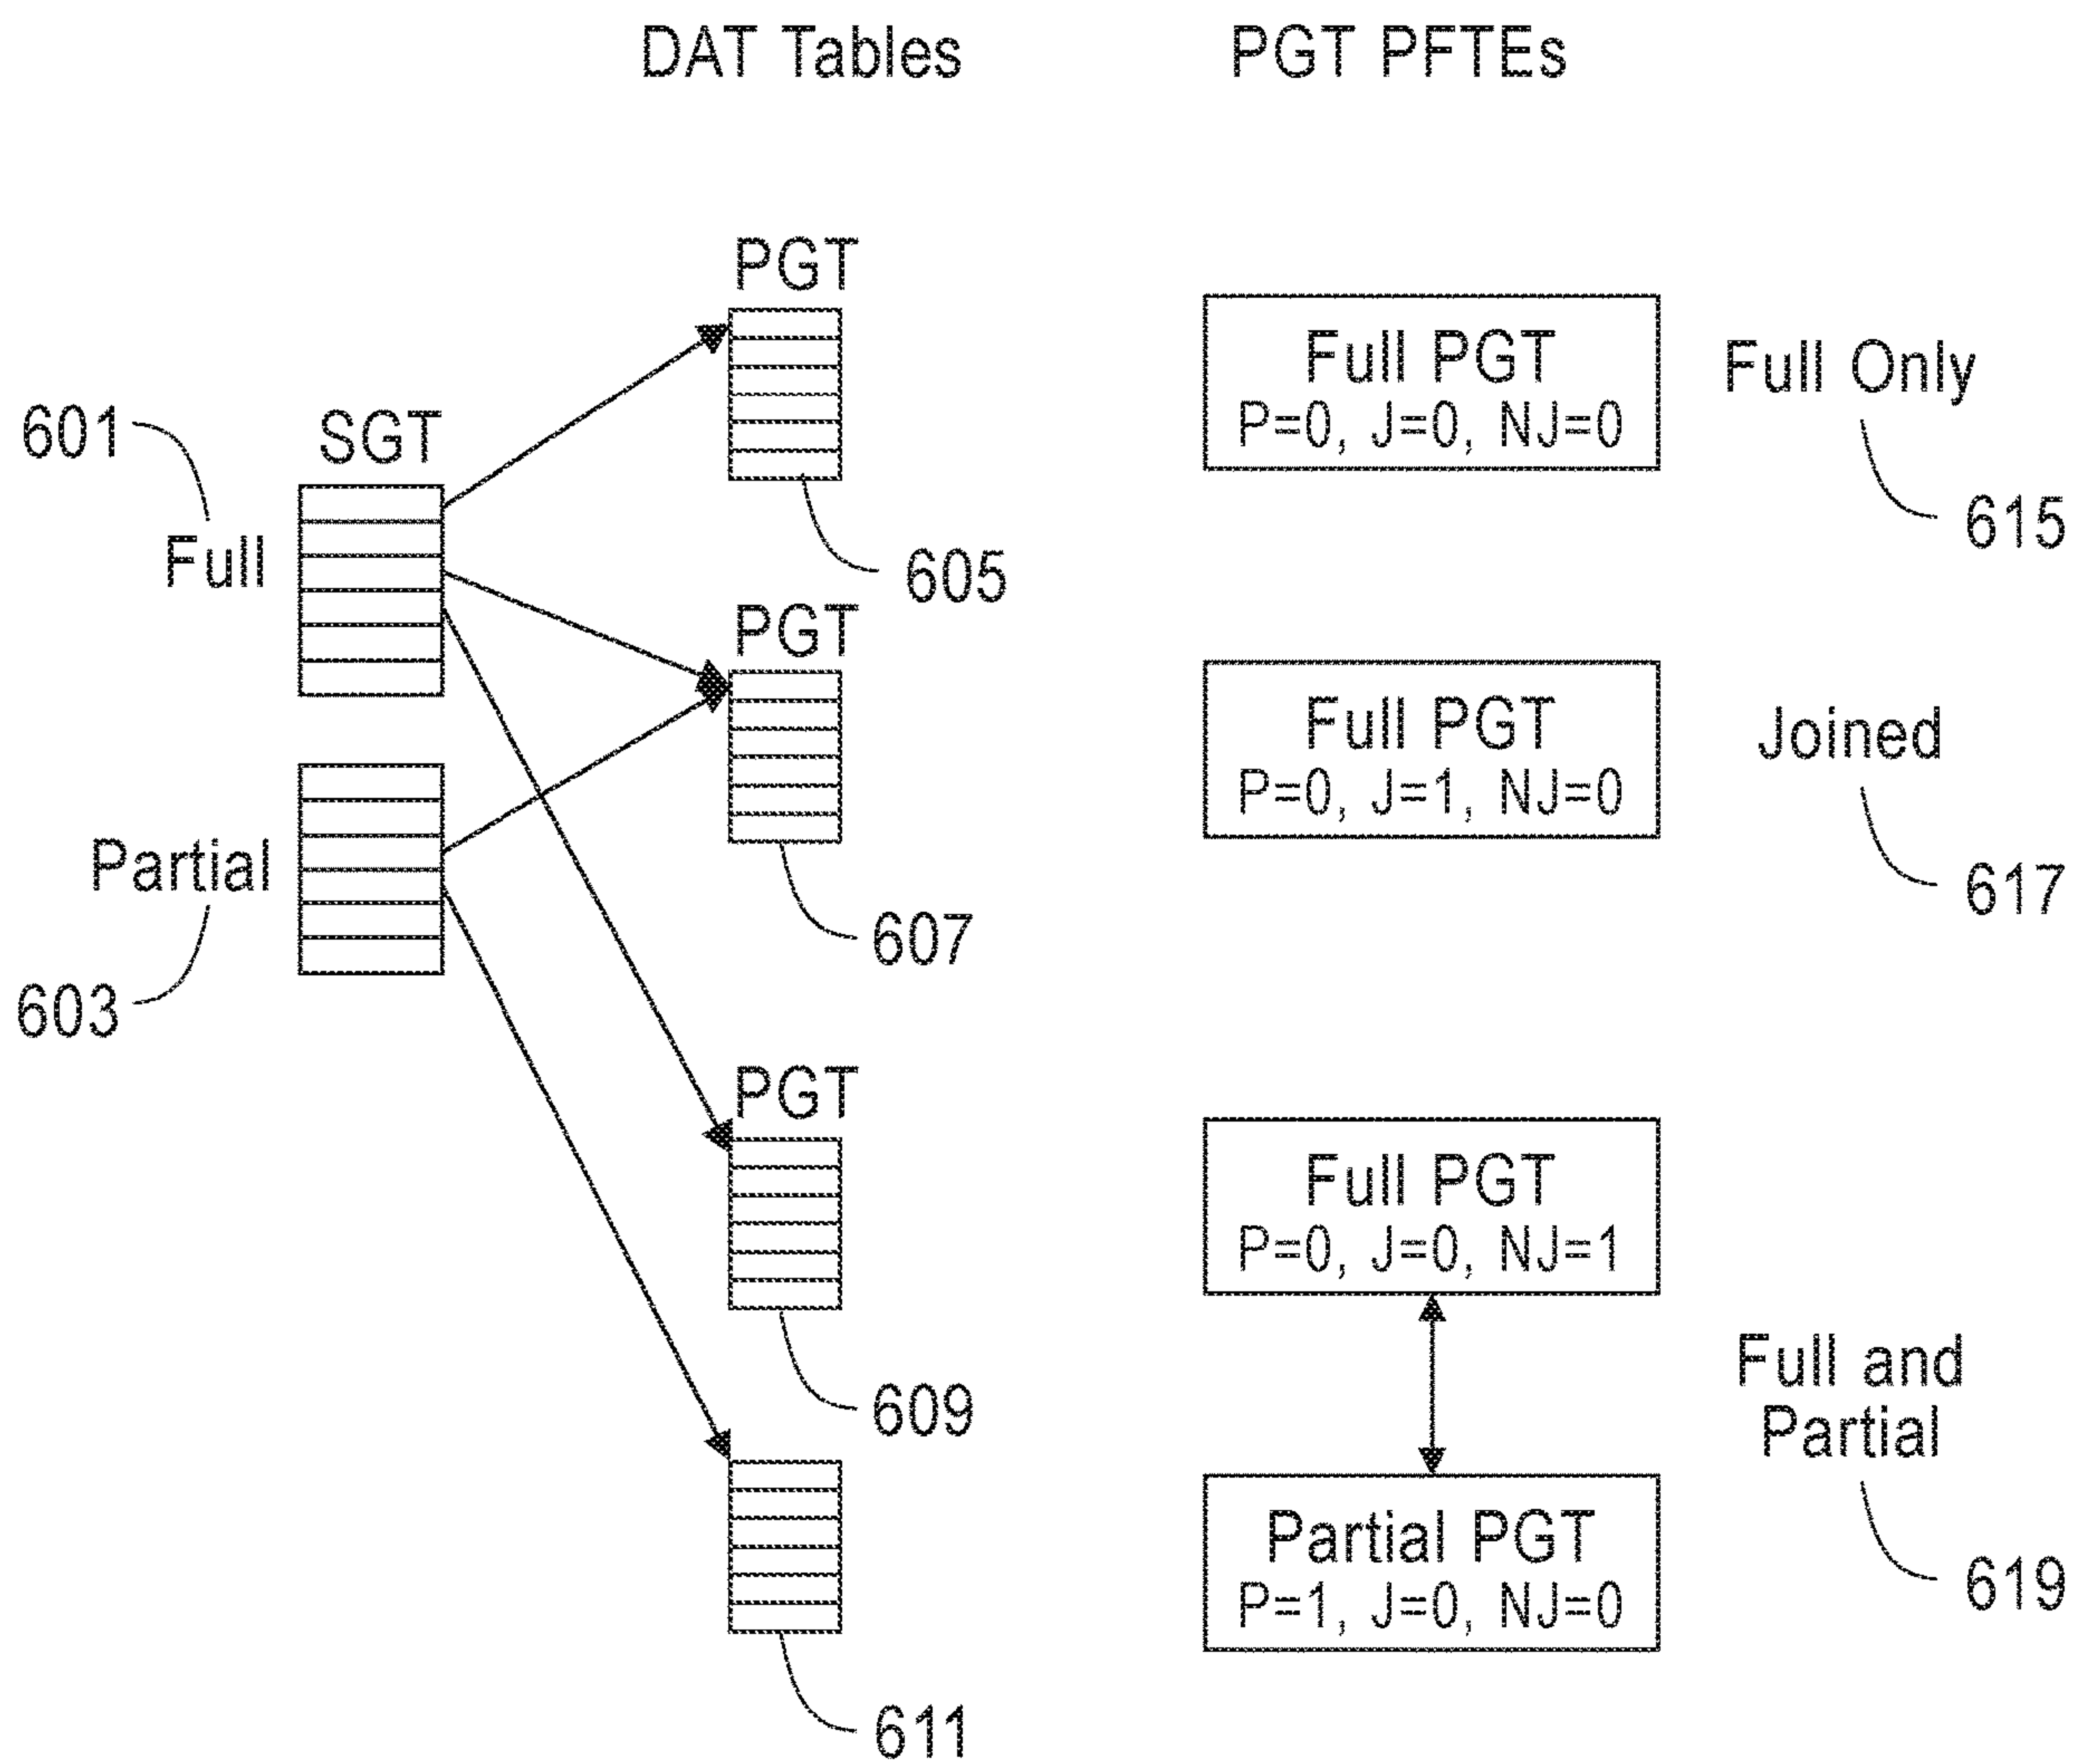 DAT Tables
PGT PFTEs
PGT
Full PGT
P=0, J=0, NJ=0
Full Only
601
SGT
615
Full
605
PGT
Full PGT
P=0, J=1, NJ=0
Joined
Partial
617
607
603
PGT
Full PGT
P=0, J=0, NJ=1
609
Full and
Partial
Partial PGT
P=1, J=0, NJ=0
619
611